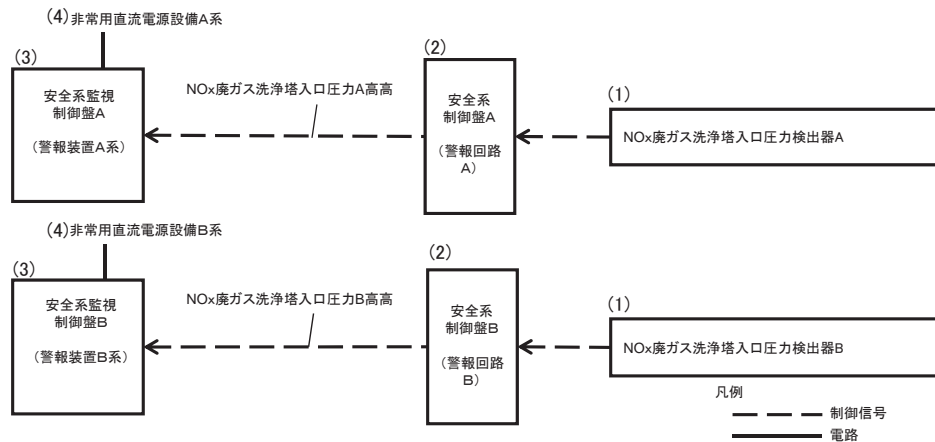 (4)非常用直流電源設備A系
(3)
安全系監視
制御盤A
(警報装置A系)
NOx廃ガス洗浄塔入口圧力A高高
(2)
安全系
制御盤A
(警報回路
A)
(1)
NOx廃ガス洗浄塔入口圧力検出器A
(4)非常用直流電源設備B系
(3)
安全系監視
制御盤B
(警報装置B系)
NOx廃ガス洗浄塔入口圧力B高高
(2)
安全系
制御盤B
(警報回路
B)
(1)
NOx廃ガス洗浄塔入口圧力検出器B
凡例
制御信号
電路